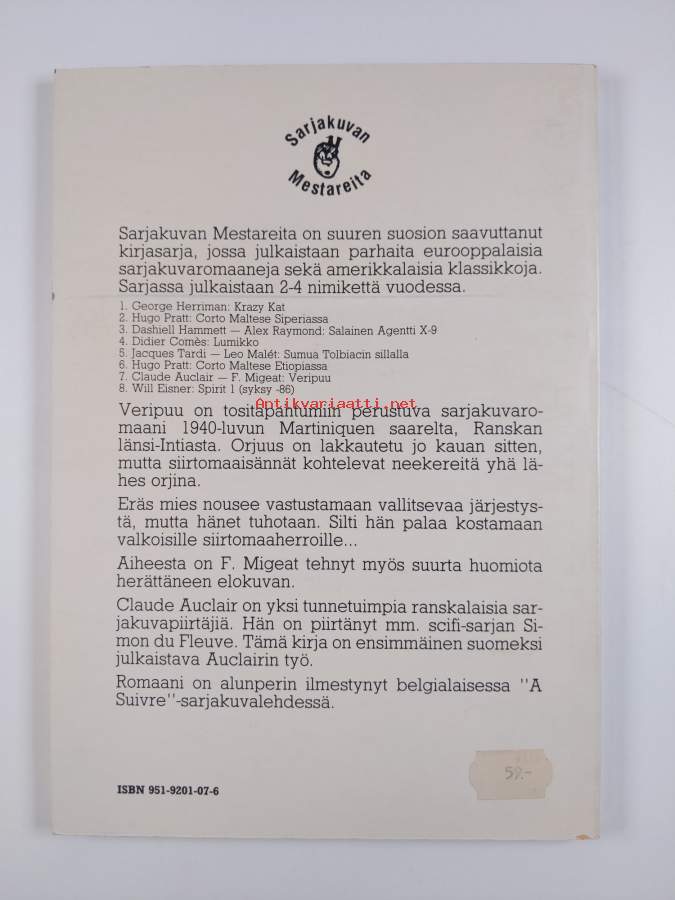 Sarjakuvan
Mestareita
Sarjakuvan Mestareita on suuren suosion saavuttanut
kirjasarja, jossa julkaistaan parhaita eurooppalaisia
sarjakuvaromaaneja sekä amerikkalaisia klassikkoja.
Sarjassa julkaistaan 2-4 nimikettä vuodessa.
1. George Herriman: Krazy Kat
2. Hugo Pratt: Corto Maltese Siperiassa
3. Dashiell Hammett — Alex Raymond: Salainen Agentti X-9
4. Didier Comès: Lumikko
5. Jacques Tardi — Leo Malét: Sumua Tolbiacin sillalla
6. Hugo Pratt: Corto Maltese Etiopiassa
7. Claude Auclair — F. Migeat: Veripuu
8. Will Eisner: Spirit 1 (syksy -86)
Antikvariaatti.net
Veripuu on tositapahtumiin perustuva sarjakuvaro-
maani 1940-luvun Martiniquen saarelta, Ranskan
länsi-Intiasta. Orjuus on lakkautetu jo kauan sitten,
mutta siirtomaaisännät kohtelevat neekereitä yhä lä-
hes orjina.
Eräs mies nousee vastustamaan vallitsevaa järjestys-
tä, mutta hänet tuhotaan. Silti hän palaa kostamaan
valkoisille siirtomaaherroille...
Aiheesta on F. Migeat tehnyt myös suurta huomiota
herättäneen elokuvan.
Claude Auclair on yksi tunnetuimpia ranskalaisia sar-
jakuvapiirtäjiä. Hän on piirtänyt mm. scifi-sarjan Si-
mon du Fleuve. Tämä kirja on ensimmäinen suomeksi
julkaistava Auclairin työ.
Romaani on alunperin ilmestynyt belgialaisessa "A
Suivre"-sarjakuvalehdessä.
59.-
ISBN 951-9201-07-6